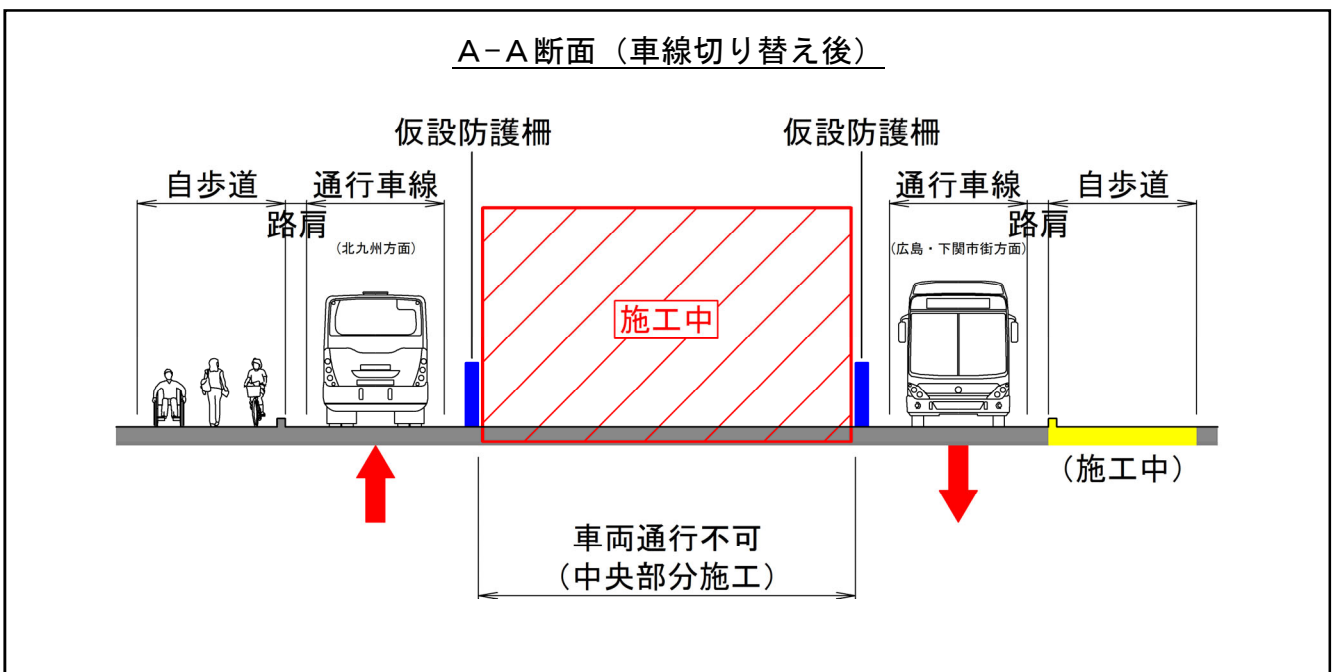 A-A断面（車線切り替え後）
仮設防護柵
仮設防護柵
自歩道
通行車線
通行車線
自歩道
路肩
路肩
（北九州方面）
（広島・下関市街方面）
施工中
（施工中）
車両通行不可
（中央部分施工）